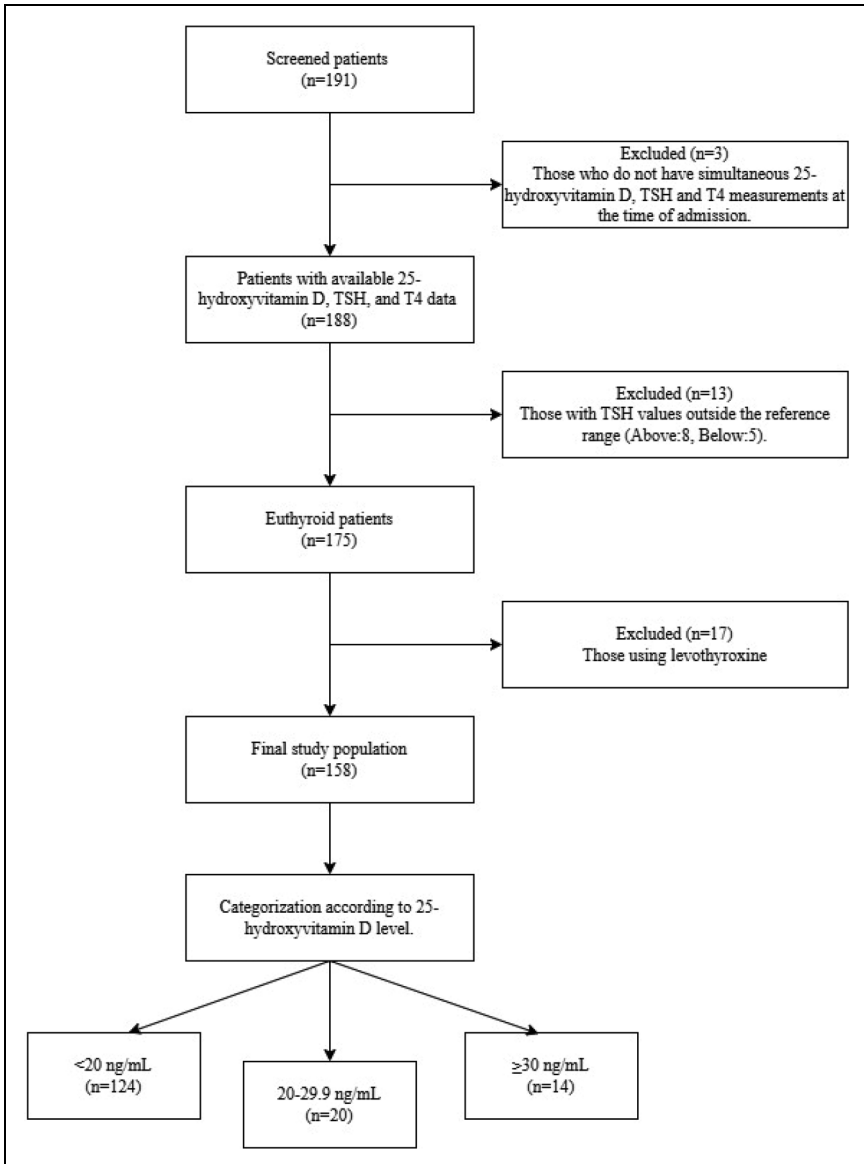 Screened patients
(n=191)
Excluded (n=3)
Those who do not have simultaneous 25-
hydroxyvitamin D, TSH and T4 measurements at
the time of admission.
Patients with available 25-
hydroxyvitamin D, TSH, and T4 data
(n=188)
Excluded (n=13)
Those with TSH values outside the reference
range (Above:8, Below:5).
Euthyroid patients
(n=175)
Excluded (n=17)
Those using levothyroxine
Final study population
(n=158)
Categorization according to 25-
hydroxyvitamin D level.
<20 ng/mL
(n=124)
20-29.9 ng/mL
(n=20)
≥30 ng/mL
(n=14)